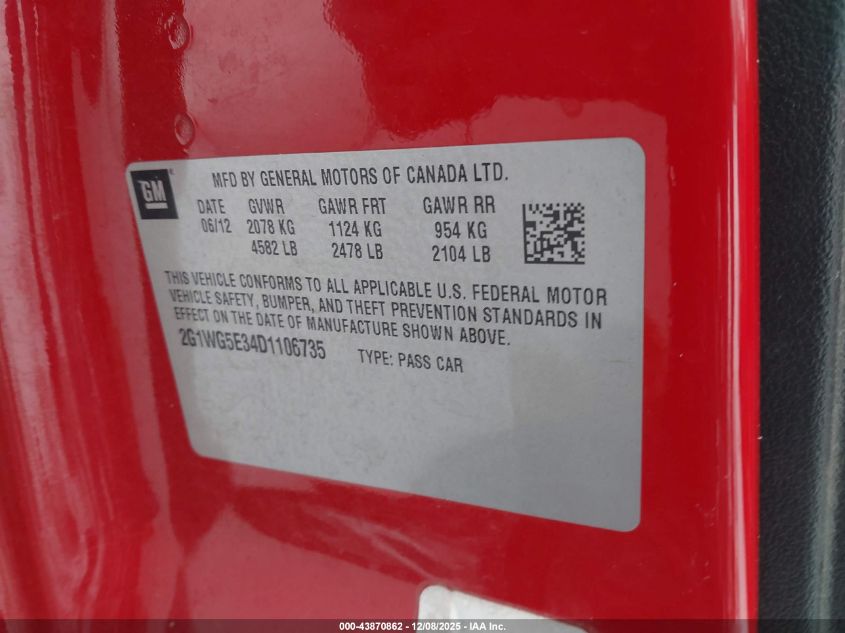 GM
MFD BY GENERAL MOTORS OF CANADA LTD.
DATE GVWR GAWR FRT GAWR RR
06/12 2078 KG 1124 KG 954 KG
4582 LB 2478 LB 2104 LB
THIS VEHICLE CONFORMS TO ALL APPLICABLE U.S. FEDERAL MOTOR
VEHICLE SAFETY, BUMPER, AND THEFT PREVENTION STANDARDS IN
EFFECT ON THE DATE OF MANUFACTURE SHOWN ABOVE.
2G1WG5E34D1106735 TYPE: PASS CAR
000-43870862 | 12/08/2025 - IAA Inc.